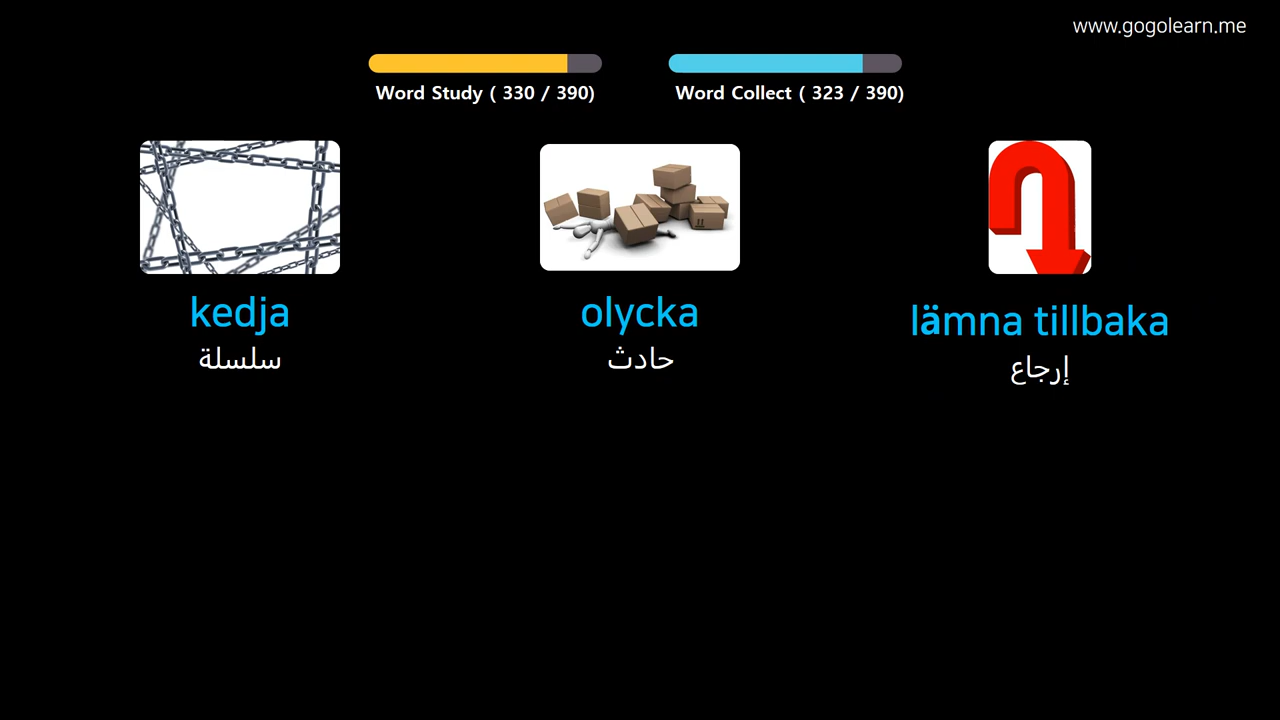 www.gogolearn.me
Word Study ( 330 / 390)
Word Collect ( 323 / 390)
kedja
سلسلة
olycka
حادث
lämna tillbaka
إرجاع